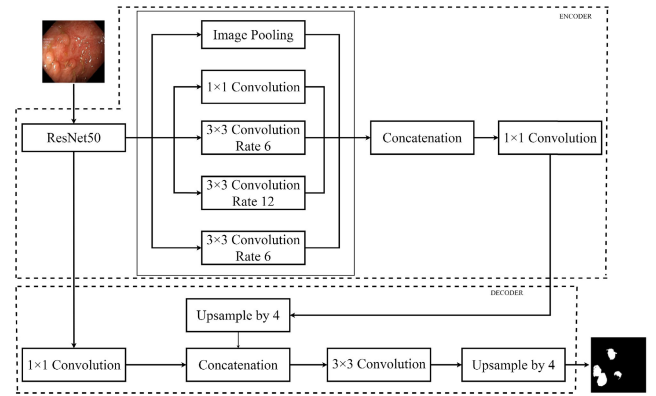 ENCODER
Image Pooling
1×1 Convolution
ResNet50
3×3 Convolution
Rate 6
Concatenation
1×1 Convolution
3×3 Convolution
Rate 12
3×3 Convolution
Rate 6
DECODER
Upsample by 4
1×1 Convolution
Concatenation
3×3 Convolution
Upsample by 4